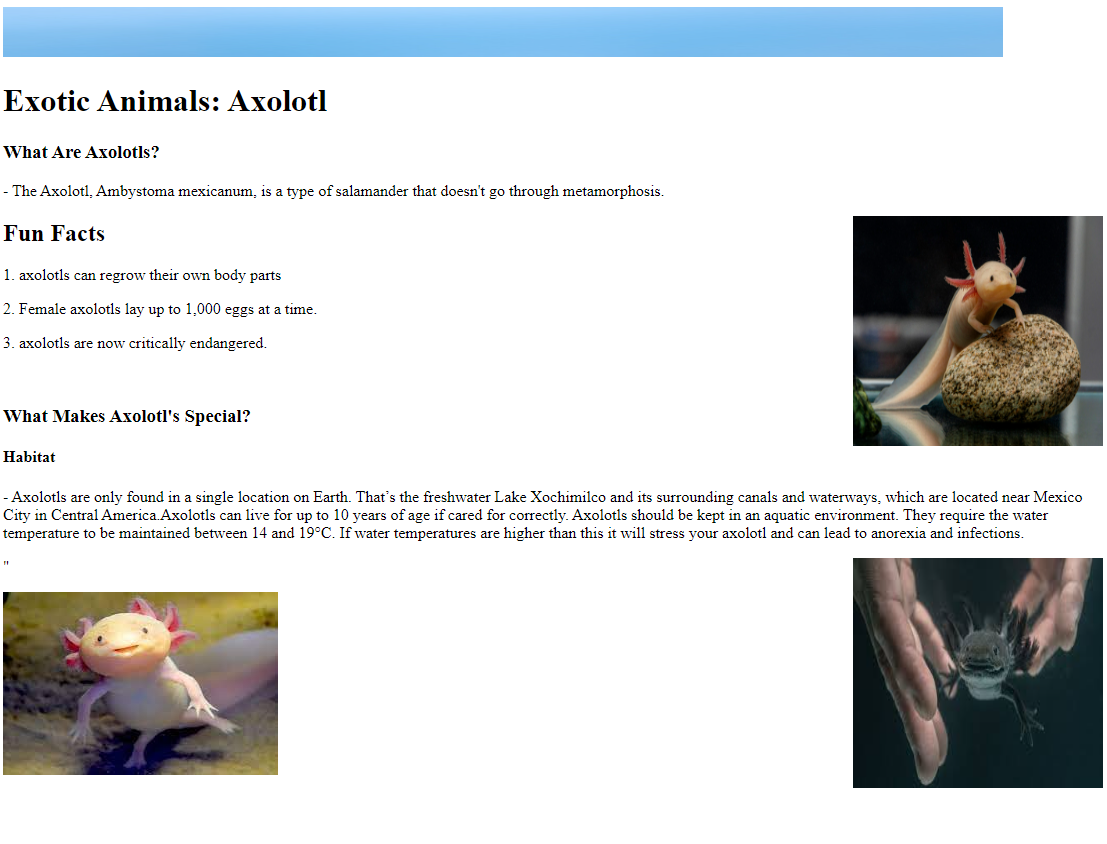 Exotic Animals: Axolotl
What Are Axolotls?
- The Axolotl, Ambystoma mexicanum, is a type of salamander that doesn't go through metamorphosis.
Fun Facts
1. axolotls can regrow their own body parts
2. Female axolotls lay up to 1,000 eggs at a time.
3. axolotls are now critically endangered.
What Makes Axolotl's Special?
Habitat
- Axolotls are only found in a single location on Earth. That’s the freshwater Lake Xochimilco and its surrounding canals and waterways, which are located near Mexico
City in Central America.Axolotls can live for up to 10 years of age if cared for correctly. Axolotls should be kept in an aquatic environment. They require the water
temperature to be maintained between 14 and 19°C. If water temperatures are higher than this it will stress your axolotl and can lead to anorexia and infections.
"